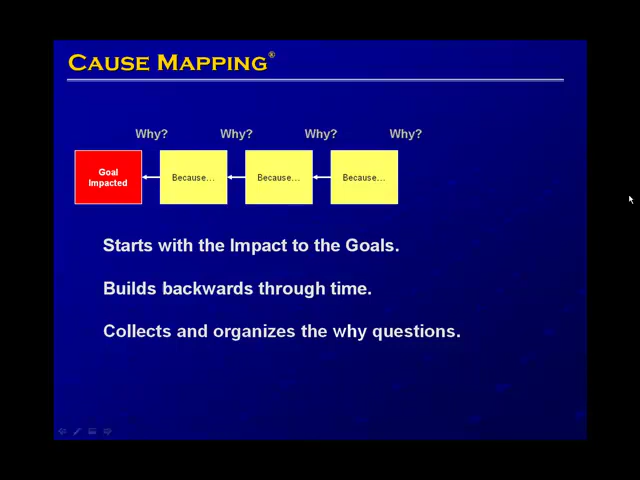 CAUSE MAPPING®
Why? Why? Why? Why?
Goal
Impacted
Because... Because... Because...
Starts with the Impact to the Goals.
Builds backwards through time.
Collects and organizes the why questions.